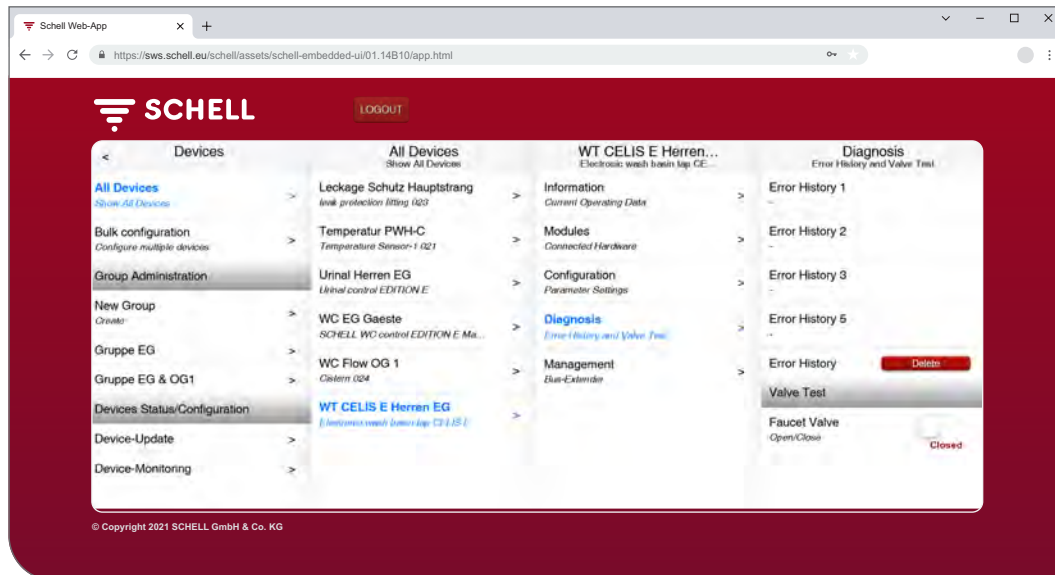 Schell Web-App
https://sws.schell.eu/schell/assets/schell-embedded-ui/01.14B10/app.html
SCHELL
LOGOUT
< Devices
All Devices
Show All Devices
>
Bulk configuration
Configure multiple devices
>
Group Administration
New Group
Create
>
Gruppe EG >
Gruppe EG & OG1 >
Devices Status/Configuration
Device-Update >
Device-Monitoring >
All Devices
Show All Devices
Leckage Schutz Hauptstrang
leak protection fitting 023
>
Temperatur PWH-C
Temperature Sensor-1 021
>
Urinal Herren EG
Urinal control EDITION E
>
WC EG Gaeste
SCHELL WC control EDITION E Ma...
>
WC Flow OG 1
Cistern 024
>
WT CELIS E Herren EG
Electronic wash basin tap CELIS E
>
WT CELIS E Herren...
Electronic wash basin tap CE...
Information
Current Operating Data
>
Modules
Connected Hardware
>
Configuration
Parameter Settings
>
Diagnosis
Error History and Valve Test
>
Management
Bus-Extender
>
Diagnosis
Error History and Valve Test
Error History 1
-
Error History 2
-
Error History 3
-
Error History 5
-
Error History Delete
Valve Test
Faucet Valve
Open/Close
Closed
© Copyright 2021 SCHELL GmbH & Co. KG